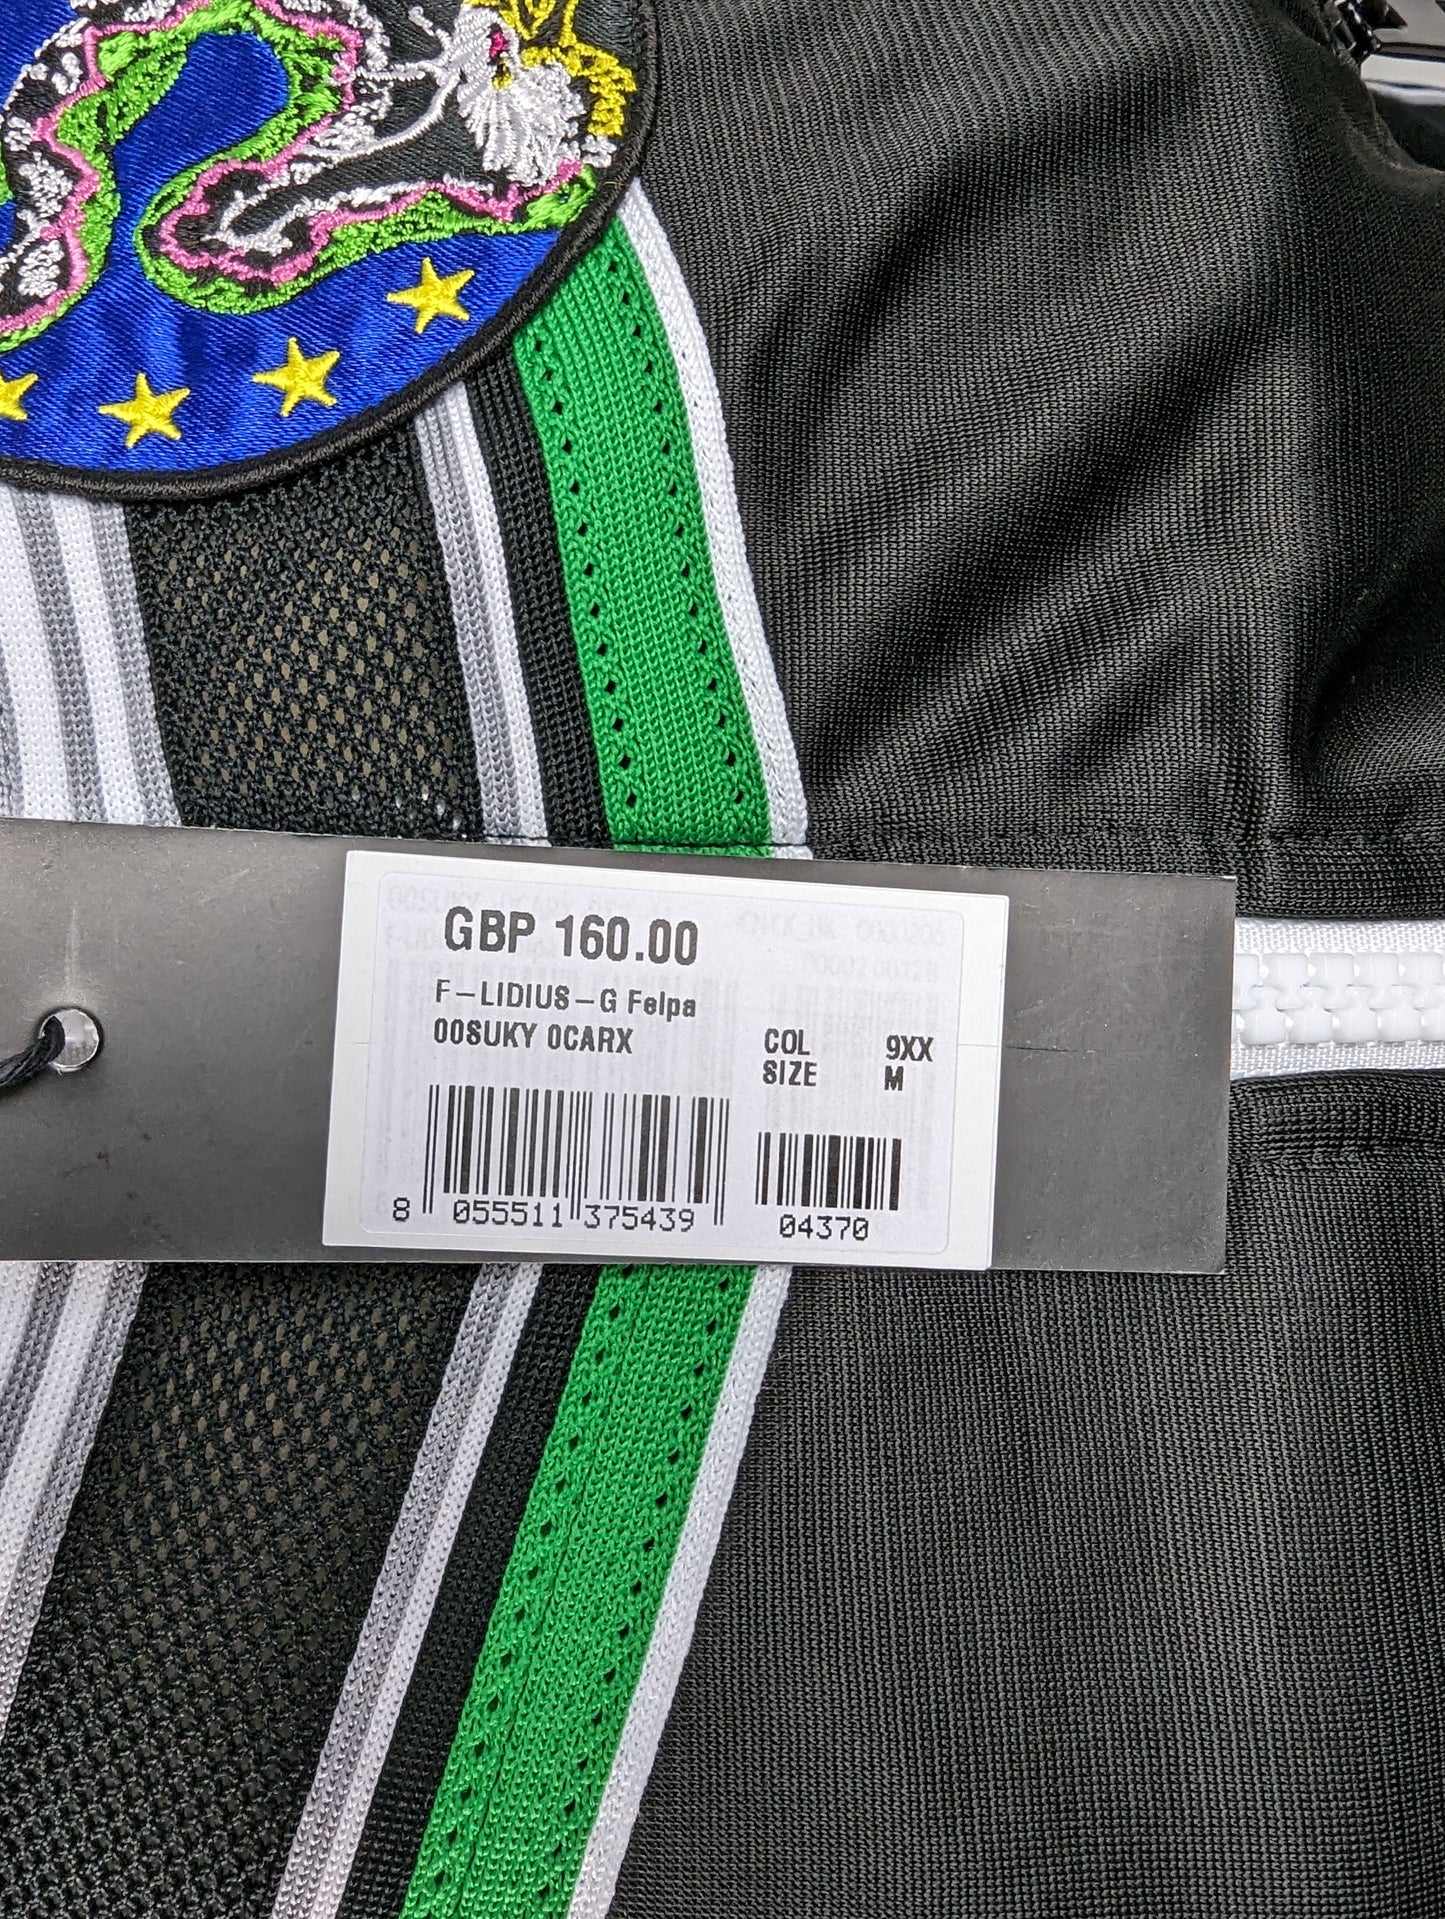 GBP 160.00
F-LIDIUS-G Felpa
00SUKY 0CARX
COL 9XX
SIZE M
8 055511 375439
04370